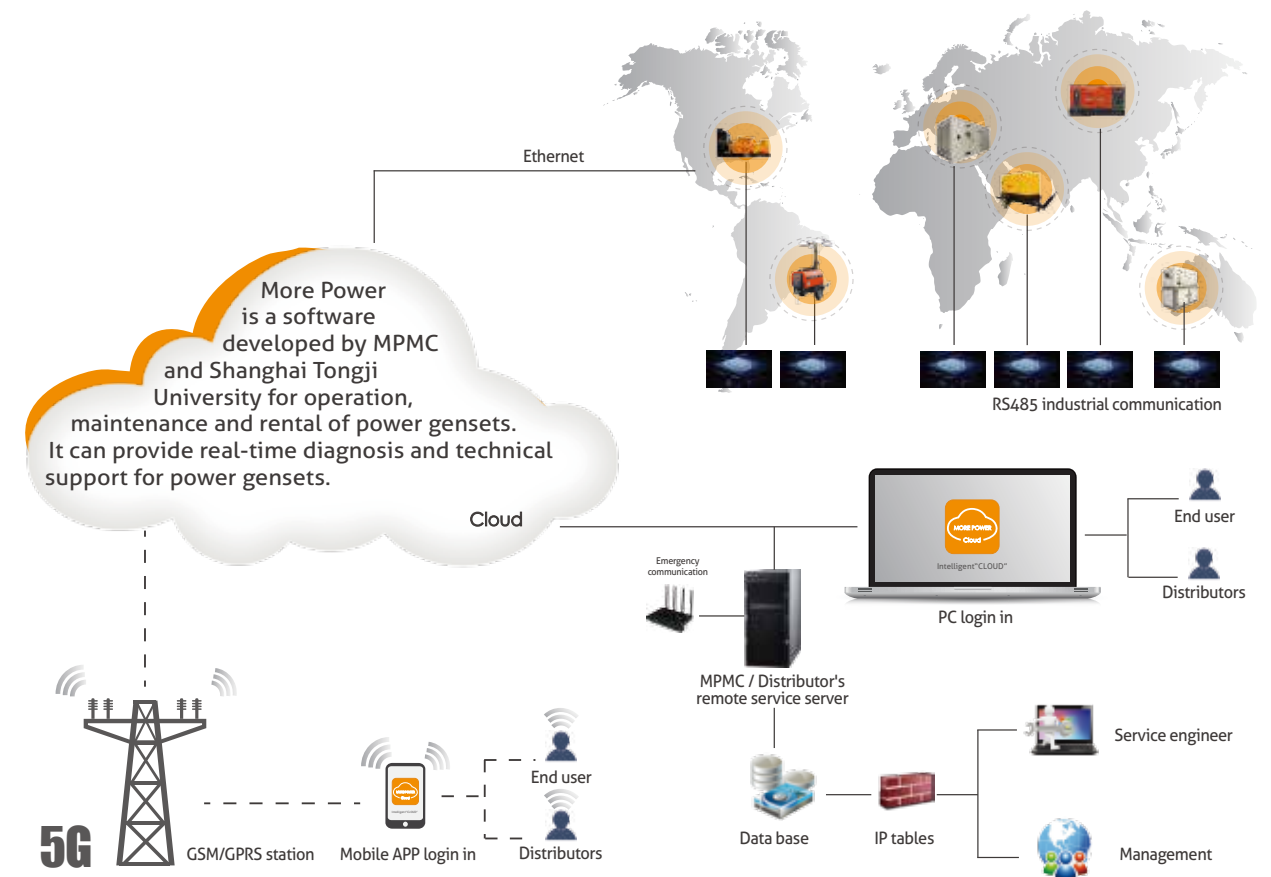 Ethernet
More Power
is a software
developed by MPMC
and Shanghai Tongji
University for operation,
maintenance and rental of power gensets.
It can provide real-time diagnosis and technical
support for power gensets.
Cloud
RS485 industrial communication
MORE POWER
Cloud
Intelligent"CLOUD"
PC login in
End user
Distributors
Emergency
communication
MPMC / Distributor's
remote service server
Data base
IP tables
Service engineer
Management
5G
GSM/GPRS station
Mobile APP login in
End user
Distributors